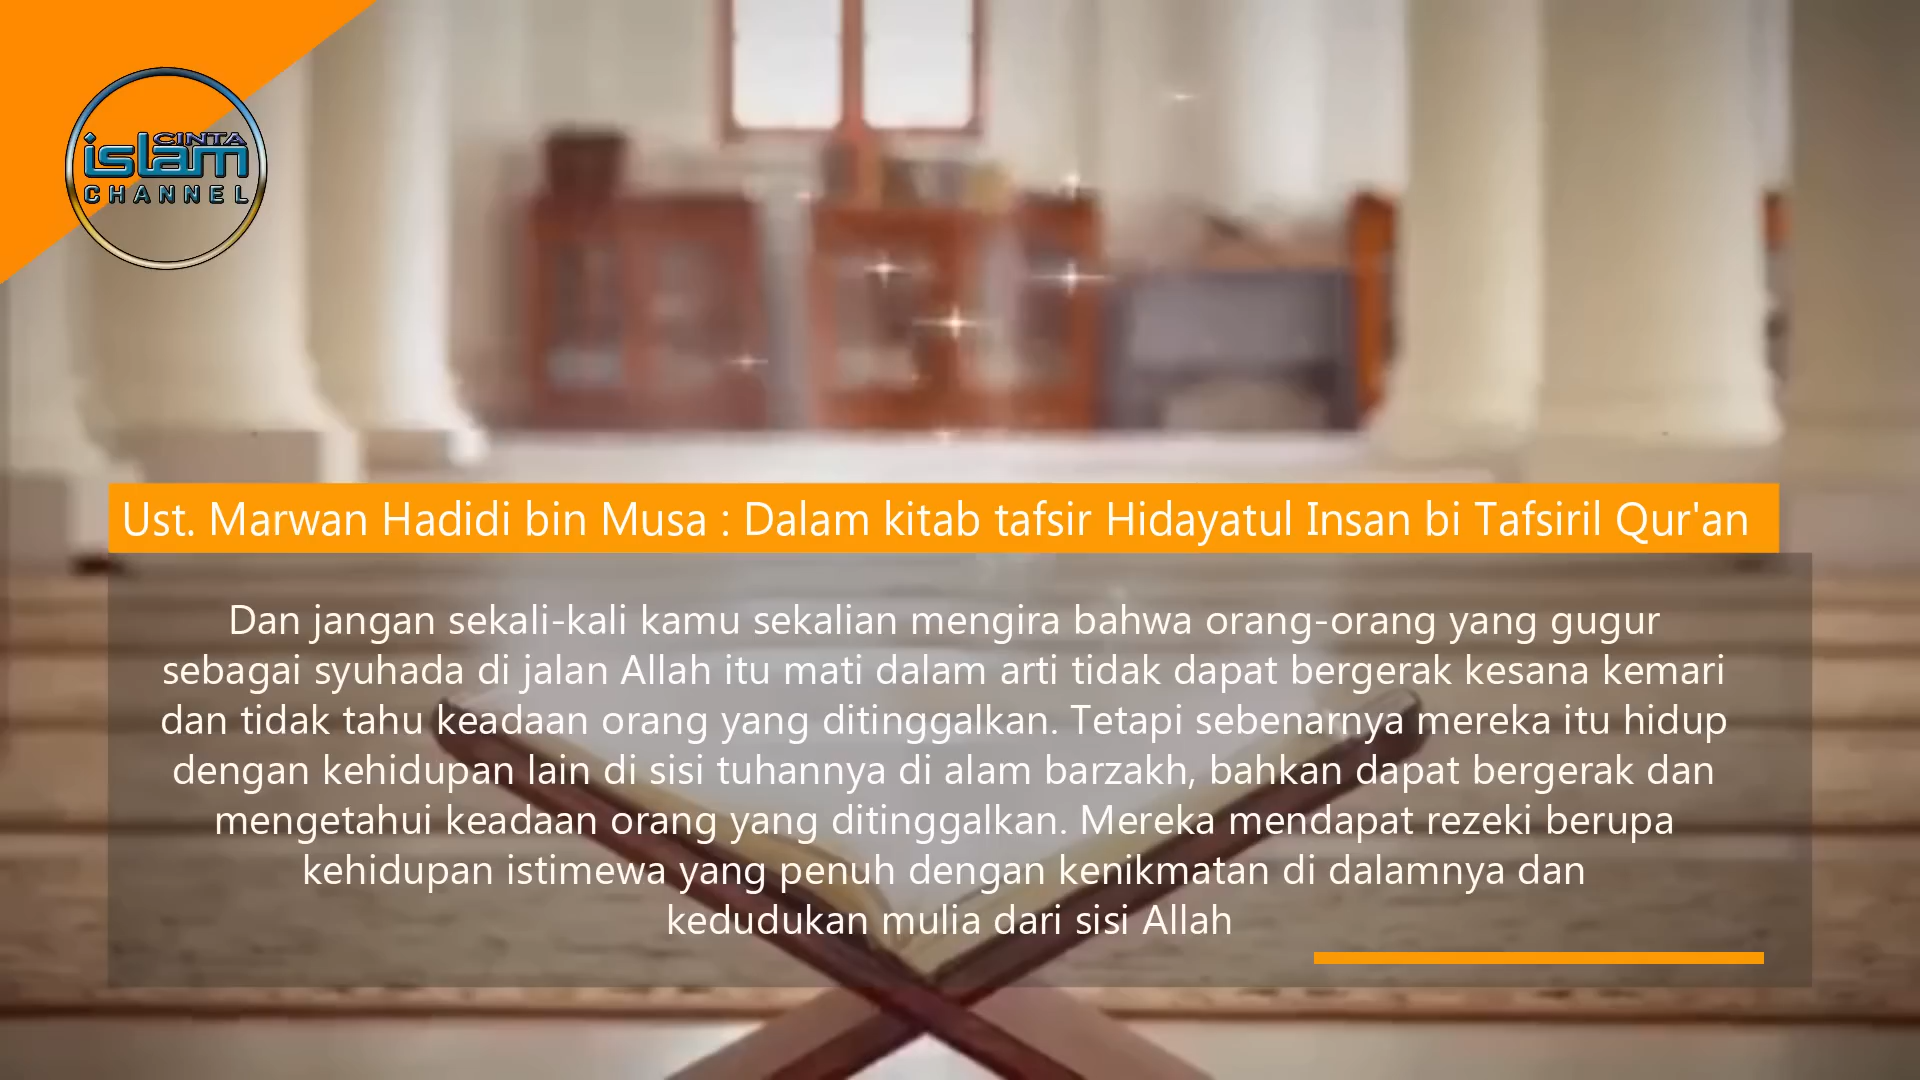 CINTA
islam
CHANNEL
Ust. Marwan Hadidi bin Musa : Dalam kitab tafsir Hidayatul Insan bi Tafsiril Qur'an
Dan jangan sekali-kali kamu sekalian mengira bahwa orang-orang yang gugur
sebagai syuhada di jalan Allah itu mati dalam arti tidak dapat bergerak kesana kemari
dan tidak tahu keadaan orang yang ditinggalkan. Tetapi sebenarnya mereka itu hidup
dengan kehidupan lain di sisi tuhannya di alam barzakh, bahkan dapat bergerak dan
mengetahui keadaan orang yang ditinggalkan. Mereka mendapat rezeki berupa
kehidupan istimewa yang penuh dengan kenikmatan di dalamnya dan
kedudukan mulia dari sisi Allah